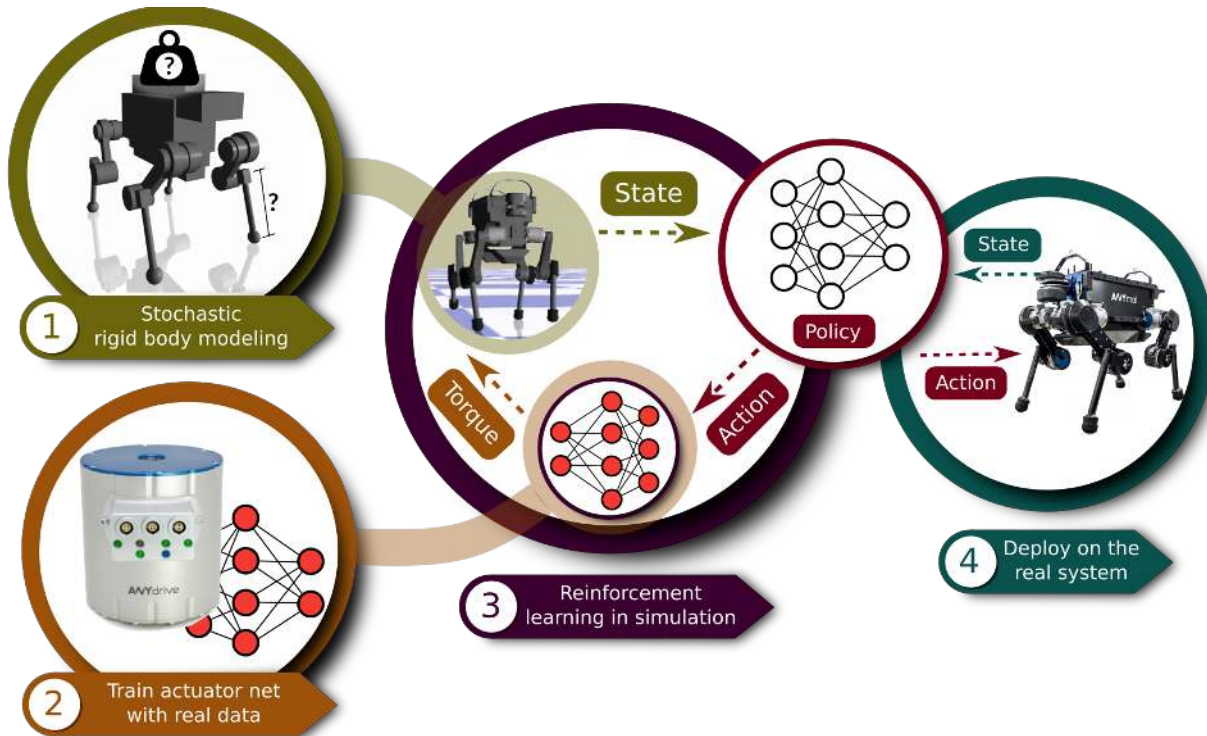 ?
?
1
Stochastic
rigid body modeling
ANYdrive
2
Train actuator net
with real data
State
Policy
Action
Torque
3
Reinforcement
learning in simulation
State
Action
ANYmal
4
Deploy on the
real system